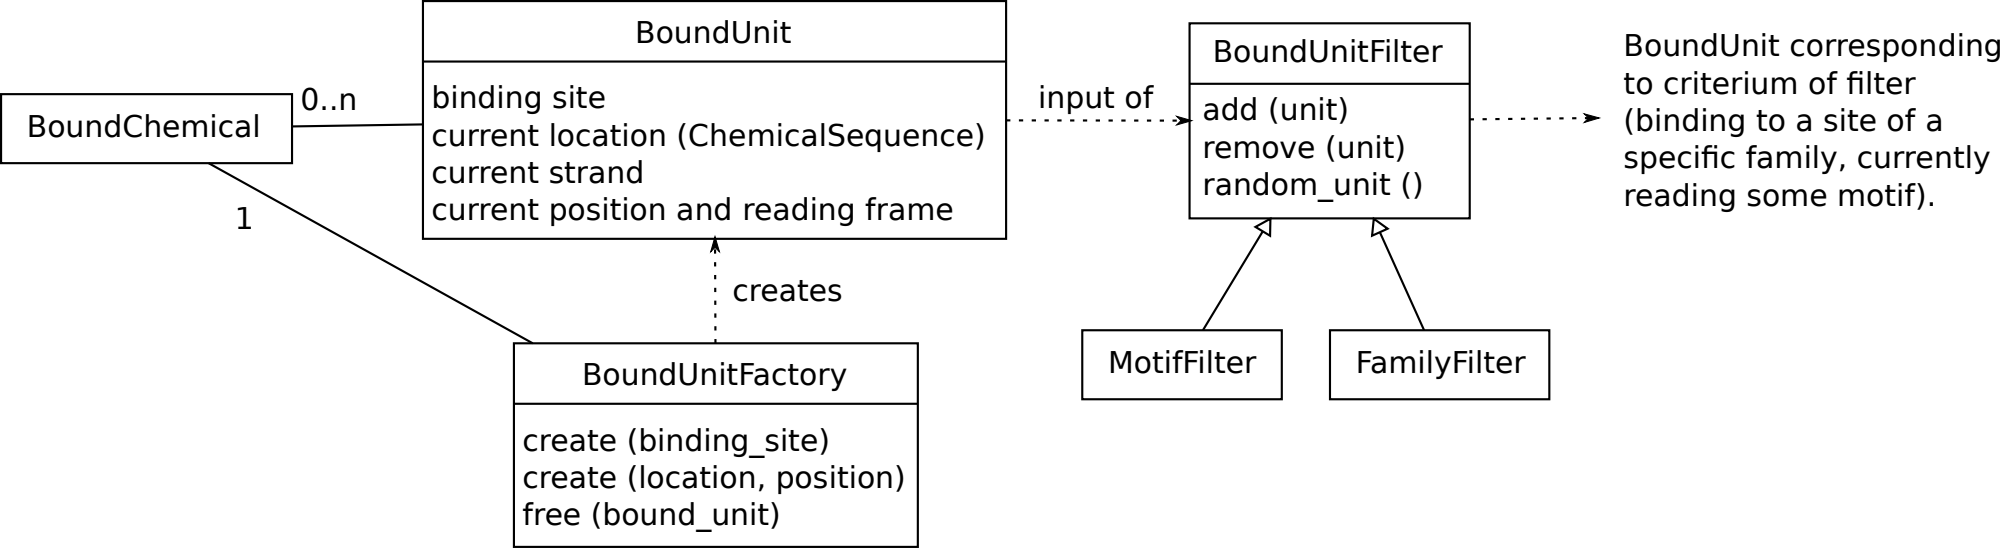 BoundUnit
binding site
current location (ChemicalSequence)
current strand
current position and reading frame
BoundChemical
0..n
1
input of
BoundUnitFilter
add (unit)
remove (unit)
random_unit ()
BoundUnit corresponding
to criterium of filter
(binding to a site of a
specific family, currently
reading some motif).
creates
BoundUnitFactory
create (binding_site)
create (location, position)
free (bound_unit)
MotifFilter
FamilyFilter